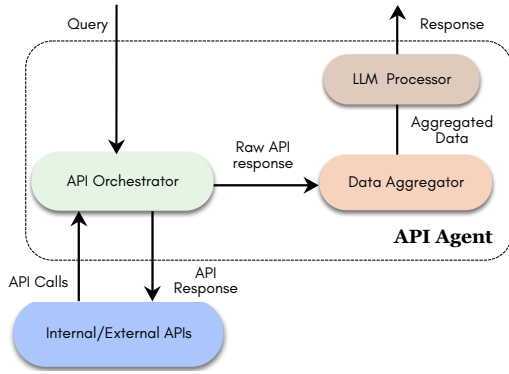 Query
Response
LLM Processor
Aggregated
Data
Raw API
response
API Orchestrator
Data Aggregator
API Agent
API Calls
API
Response
Internal/External APIs